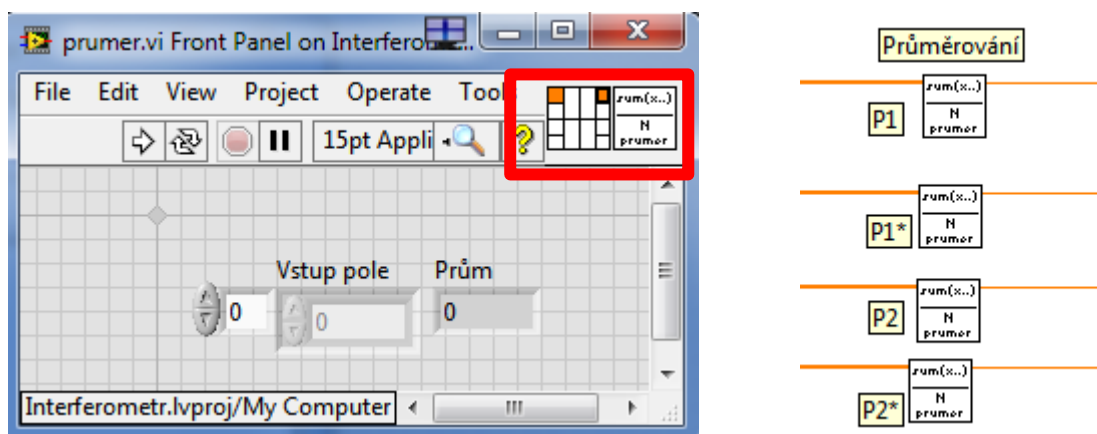 prumer.vi Front Panel on Interfero...
File Edit View Project Operate Tools
15pt Appli
sum(x..)
N
prumer
Vstup pole Prům
0 0 0
Interferometr.lvproj/My Computer
Průměrování
sum(x..)
P1 N
prumer
sum(x..)
P1* N
prumer
sum(x..)
P2 N
prumer
sum(x..)
P2* N
prumer